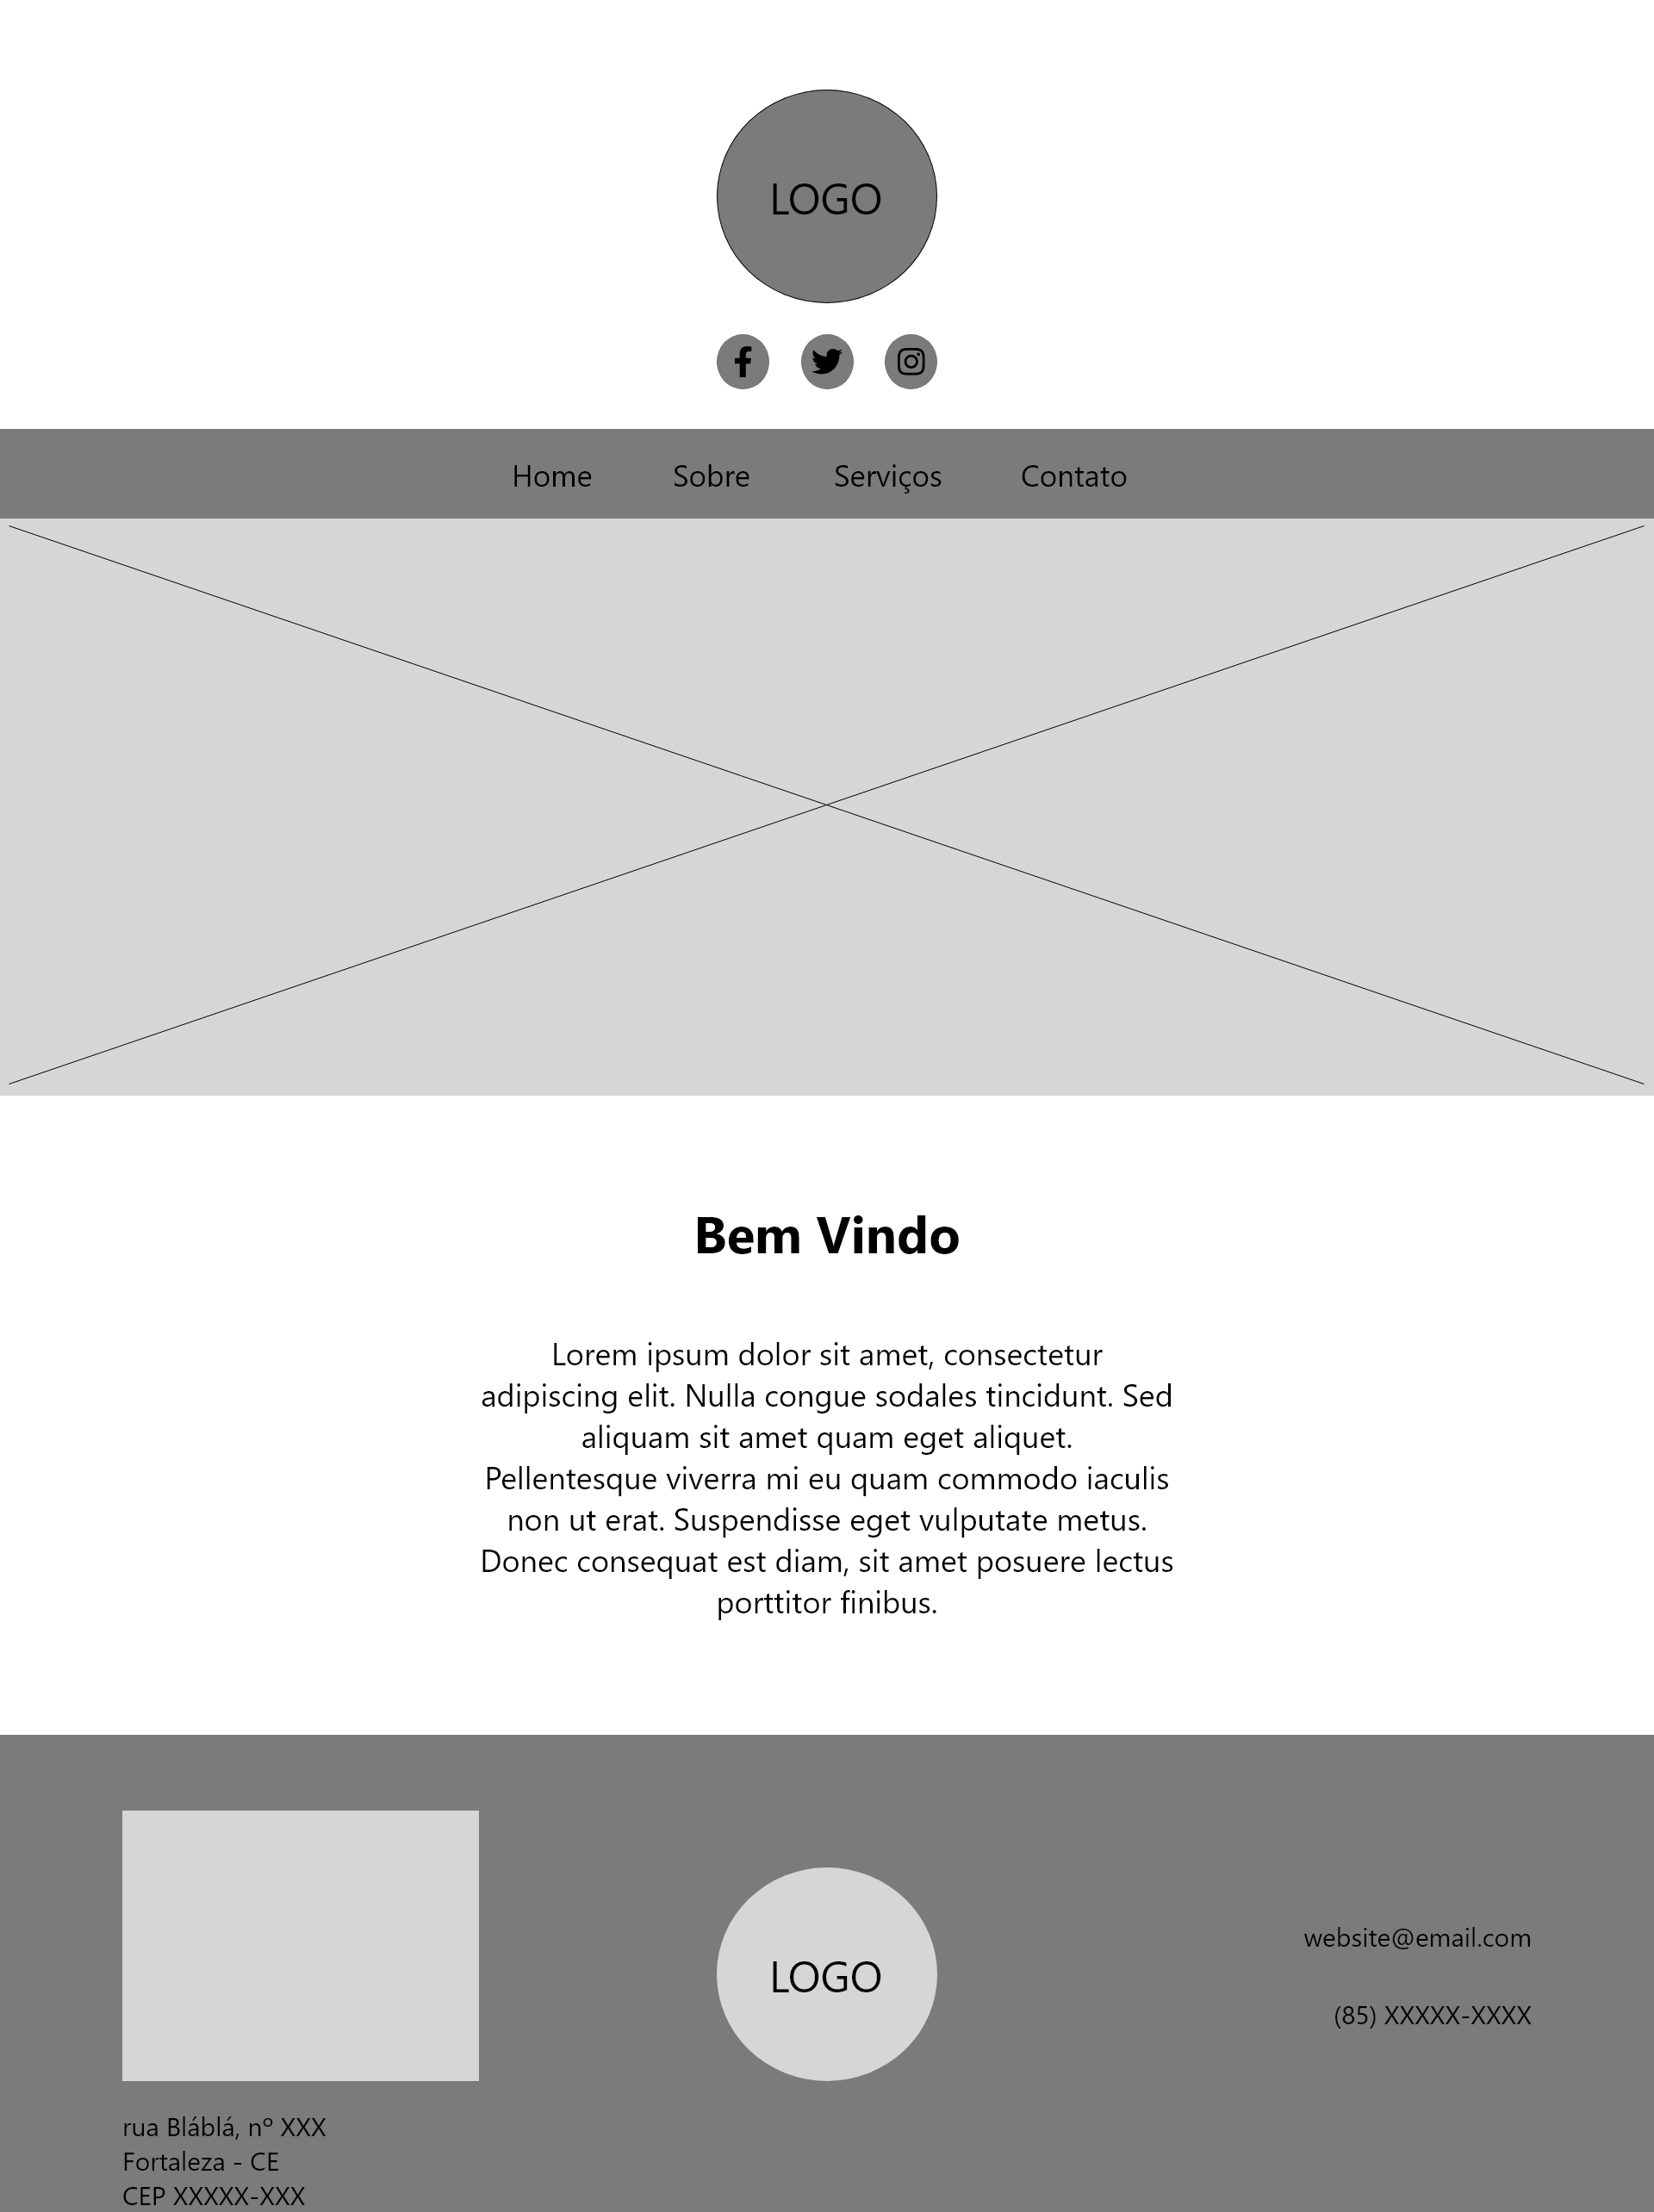 LOGO
Home Sobre Serviços Contato
Bem Vindo
Lorem ipsum dolor sit amet, consectetur
adipiscing elit. Nulla congue sodales tincidunt. Sed
aliquam sit amet quam eget aliquet.
Pellentesque viverra mi eu quam commodo iaculis
non ut erat. Suspendisse eget vulputate metus.
Donec consequat est diam, sit amet posuere lectus
porttitor finibus.
LOGO
website@email.com
(85) XXXXX-XXXX
rua Bláblá, nº XXX
Fortaleza - CE
CEP XXXXX-XXX